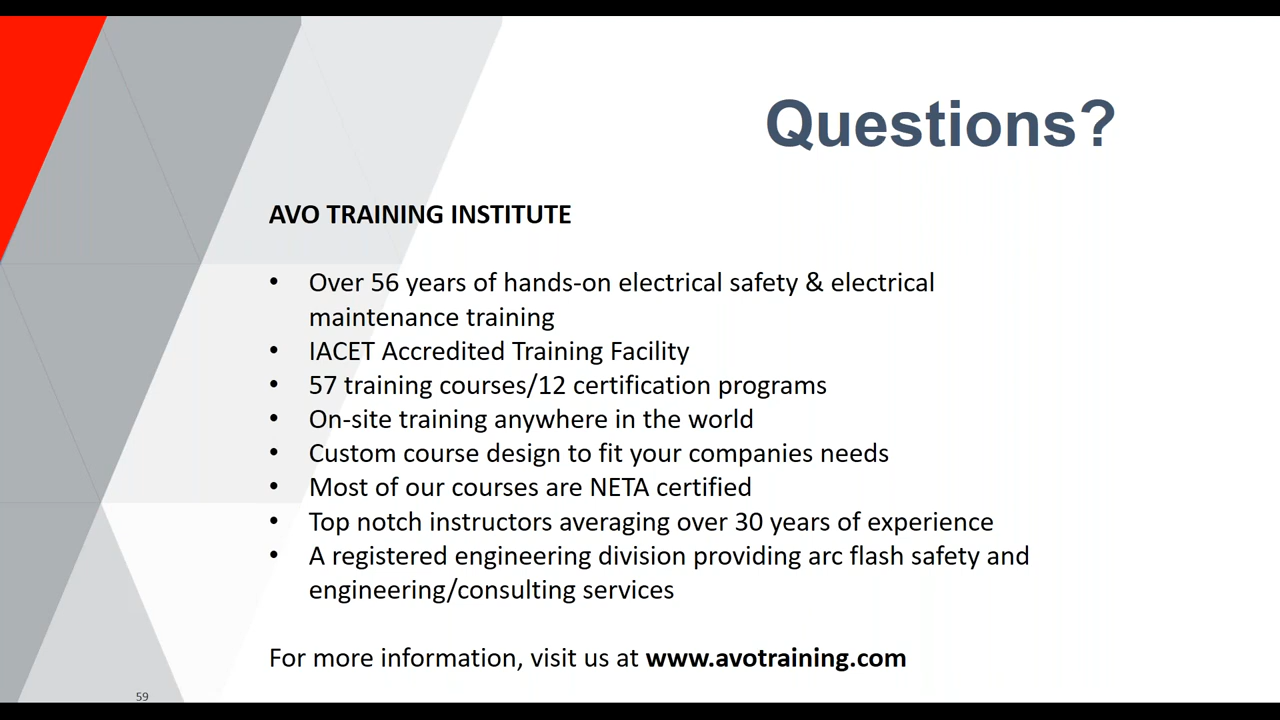 Questions?
AVO TRAINING INSTITUTE
• Over 56 years of hands-on electrical safety & electrical
maintenance training
• IACET Accredited Training Facility
• 57 training courses/12 certification programs
• On-site training anywhere in the world
• Custom course design to fit your companies needs
• Most of our courses are NETA certified
• Top notch instructors averaging over 30 years of experience
• A registered engineering division providing arc flash safety and
engineering/consulting services
For more information, visit us at www.avotraining.com
59